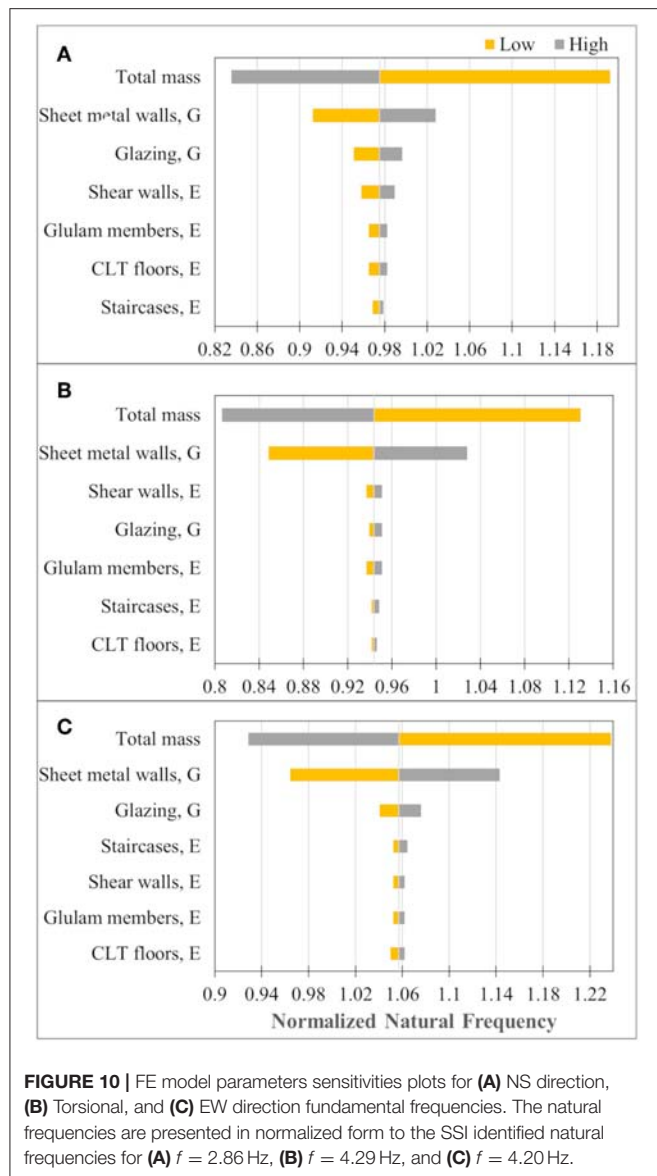 A
Low High
Total mass
Sheet metal walls, G
Glazing, G
Shear walls, E
Glulam members, E
CLT floors, E
Staircases, E
0.82 0.86 0.9 0.94 0.98 1.02 1.06 1.1 1.14 1.18
B
Total mass
Sheet metal walls, G
Shear walls, E
Glazing, G
Glulam members, E
Staircases, E
CLT floors, E
0.8 0.84 0.88 0.92 0.96 1 1.04 1.08 1.12 1.16
C
Total mass
Sheet metal walls, G
Glazing, G
Staircases, E
Shear walls, E
Glulam members, E
CLT floors, E
0.9 0.94 0.98 1.02 1.06 1.1 1.14 1.18 1.22
Normalized Natural Frequency
FIGURE 10 | FE model parameters sensitivities plots for (A) NS direction,
(B) Torsional, and (C) EW direction fundamental frequencies. The natural
frequencies are presented in normalized form to the SSI identified natural
frequencies for (A) f = 2.86 Hz, (B) f = 4.29 Hz, and (C) f = 4.20 Hz.